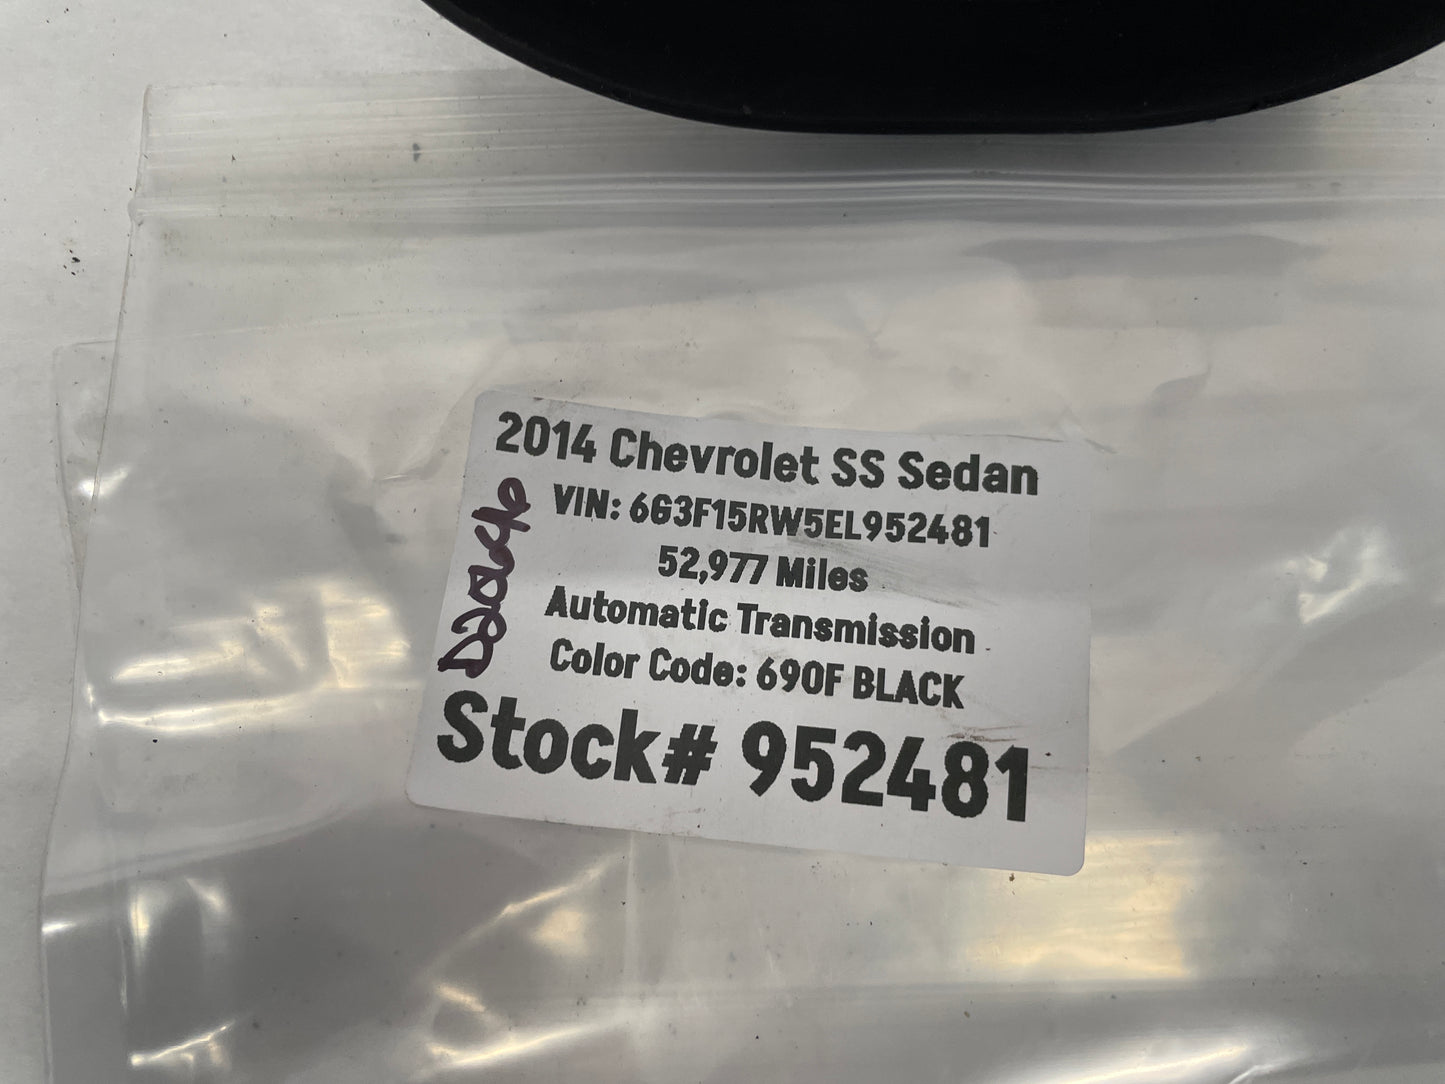 2014 Chevrolet SS Sedan
VIN: 6G3F15RW5EL952481
52,977 Miles
Automatic Transmission
Color Code: 690F BLACK
Stock# 952481